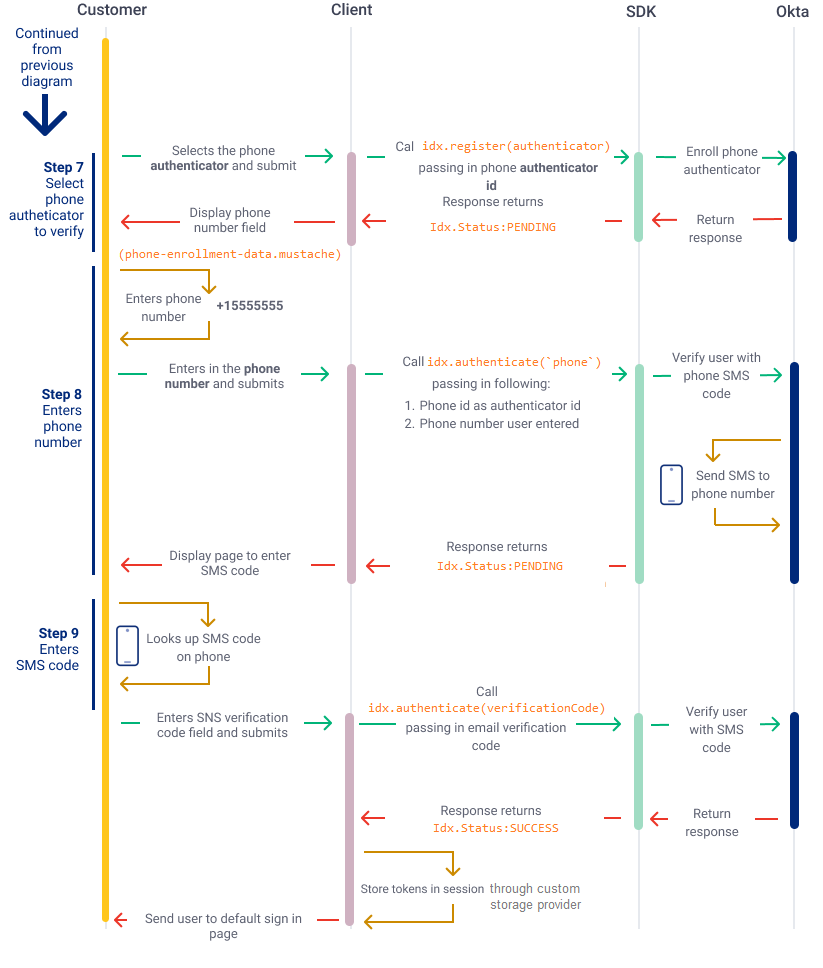 Customer
Client
SDK
Okta
Continued
from
previous
diagram
Step 7
Select
phone
autheticator
to verify
Selects the phone
authenticator and submit
Cal idx.register(authenticator)
passing in phone authenticator
id
Enroll phone
authenticator
Response returns
Idx.Status:PENDING
Return
response
Display phone
number field
(phone-enrollment-data.mustache)
Step 8
Enters
phone
number
Enters phone
number
+15555555
Enters in the phone
number and submits
Call idx.authenticate(`phone`)
passing in following:
1. Phone id as authenticator id
2. Phone number user entered
Verify user with
phone SMS
code
Send SMS to
phone number
Response returns
Idx.Status:PENDING
Display page to enter
SMS code
Step 9
Enters
SMS code
Looks up SMS code
on phone
Enters SNS verification
code field and submits
Call
idx.authenticate(verificationCode)
passing in email verification
code
Verify user
with SMS
code
Response returns
Idx.Status:SUCCESS
Return
response
Store tokens in session through custom
storage provider
Send user to default sign in
page